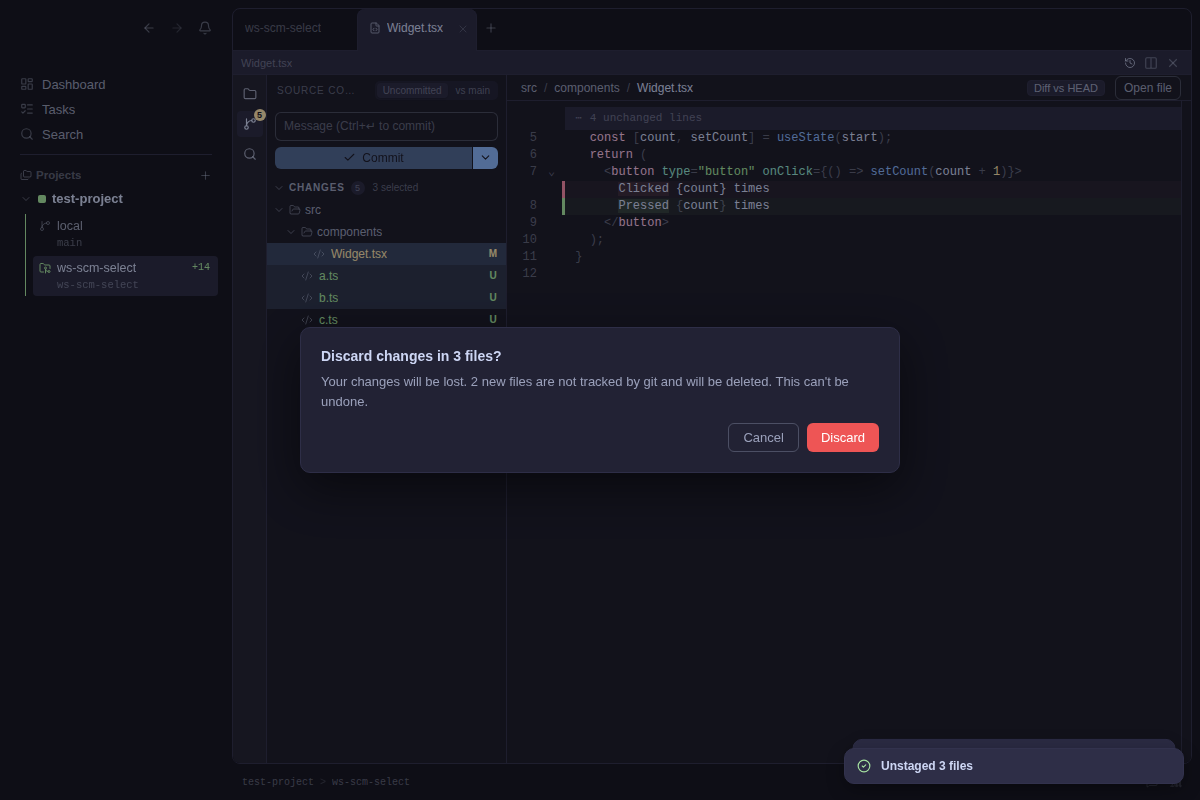 ws-scm-select
Widget.tsx
Widget.tsx
Dashboard
Tasks
Search
Projects
test-project
local
main
ws-scm-select
+14
ws-scm-select
5
SOURCE CO...
Uncommitted
vs main
Message (Ctrl+↵ to commit)
Commit
CHANGES 5 3 selected
src
components
Widget.tsx M
a.ts U
b.ts U
c.ts U
src / components / Widget.tsx
Diff vs HEAD
Open file
4 unchanged lines
5 const [count, setCount] = useState(start);
6 return (
7 <button type="button" onClick={() => setCount(count + 1)}>
Clicked {count} times
8 Pressed {count} times
9 </button>
10 );
11 }
12
Discard changes in 3 files?
Your changes will be lost. 2 new files are not tracked by git and will be deleted. This can't be
undone.
Cancel
Discard
Unstaged 3 files
test-project > ws-scm-select